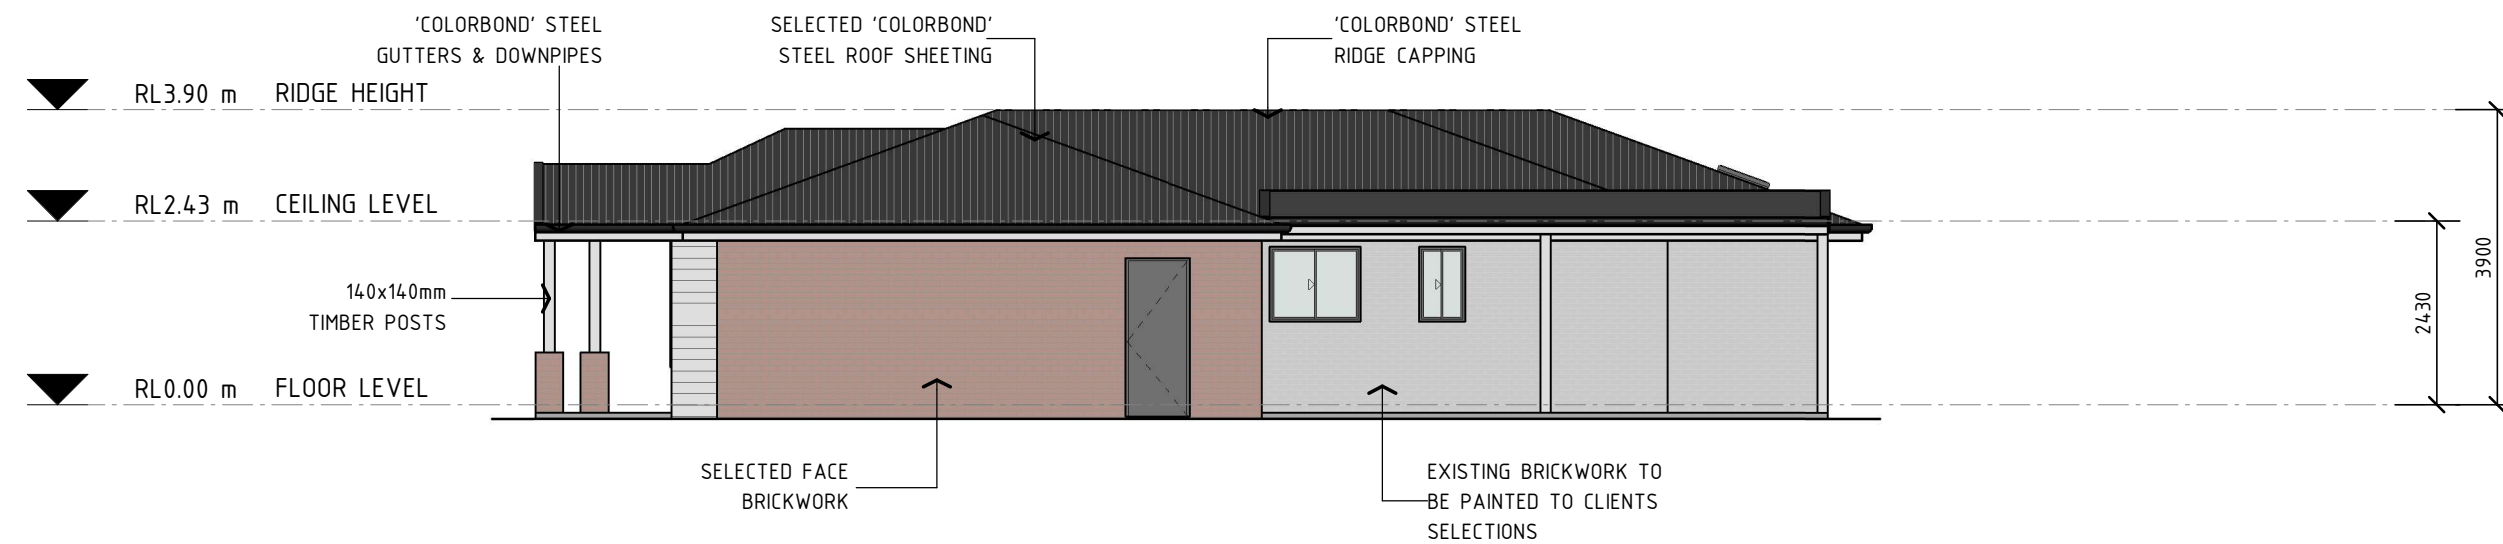 'COLORBOND' STEEL
GUTTERS & DOWNPIPES
SELECTED 'COLORBOND'
STEEL ROOF SHEETING
'COLORBOND' STEEL
RIDGE CAPPING
RL3.90 m RIDGE HEIGHT
RL2.43 m CEILING LEVEL
140x140mm
TIMBER POSTS
RL0.00 m FLOOR LEVEL
2430
3900
SELECTED FACE
BRICKWORK
EXISTING BRICKWORK TO
BE PAINTED TO CLIENTS
SELECTIONS